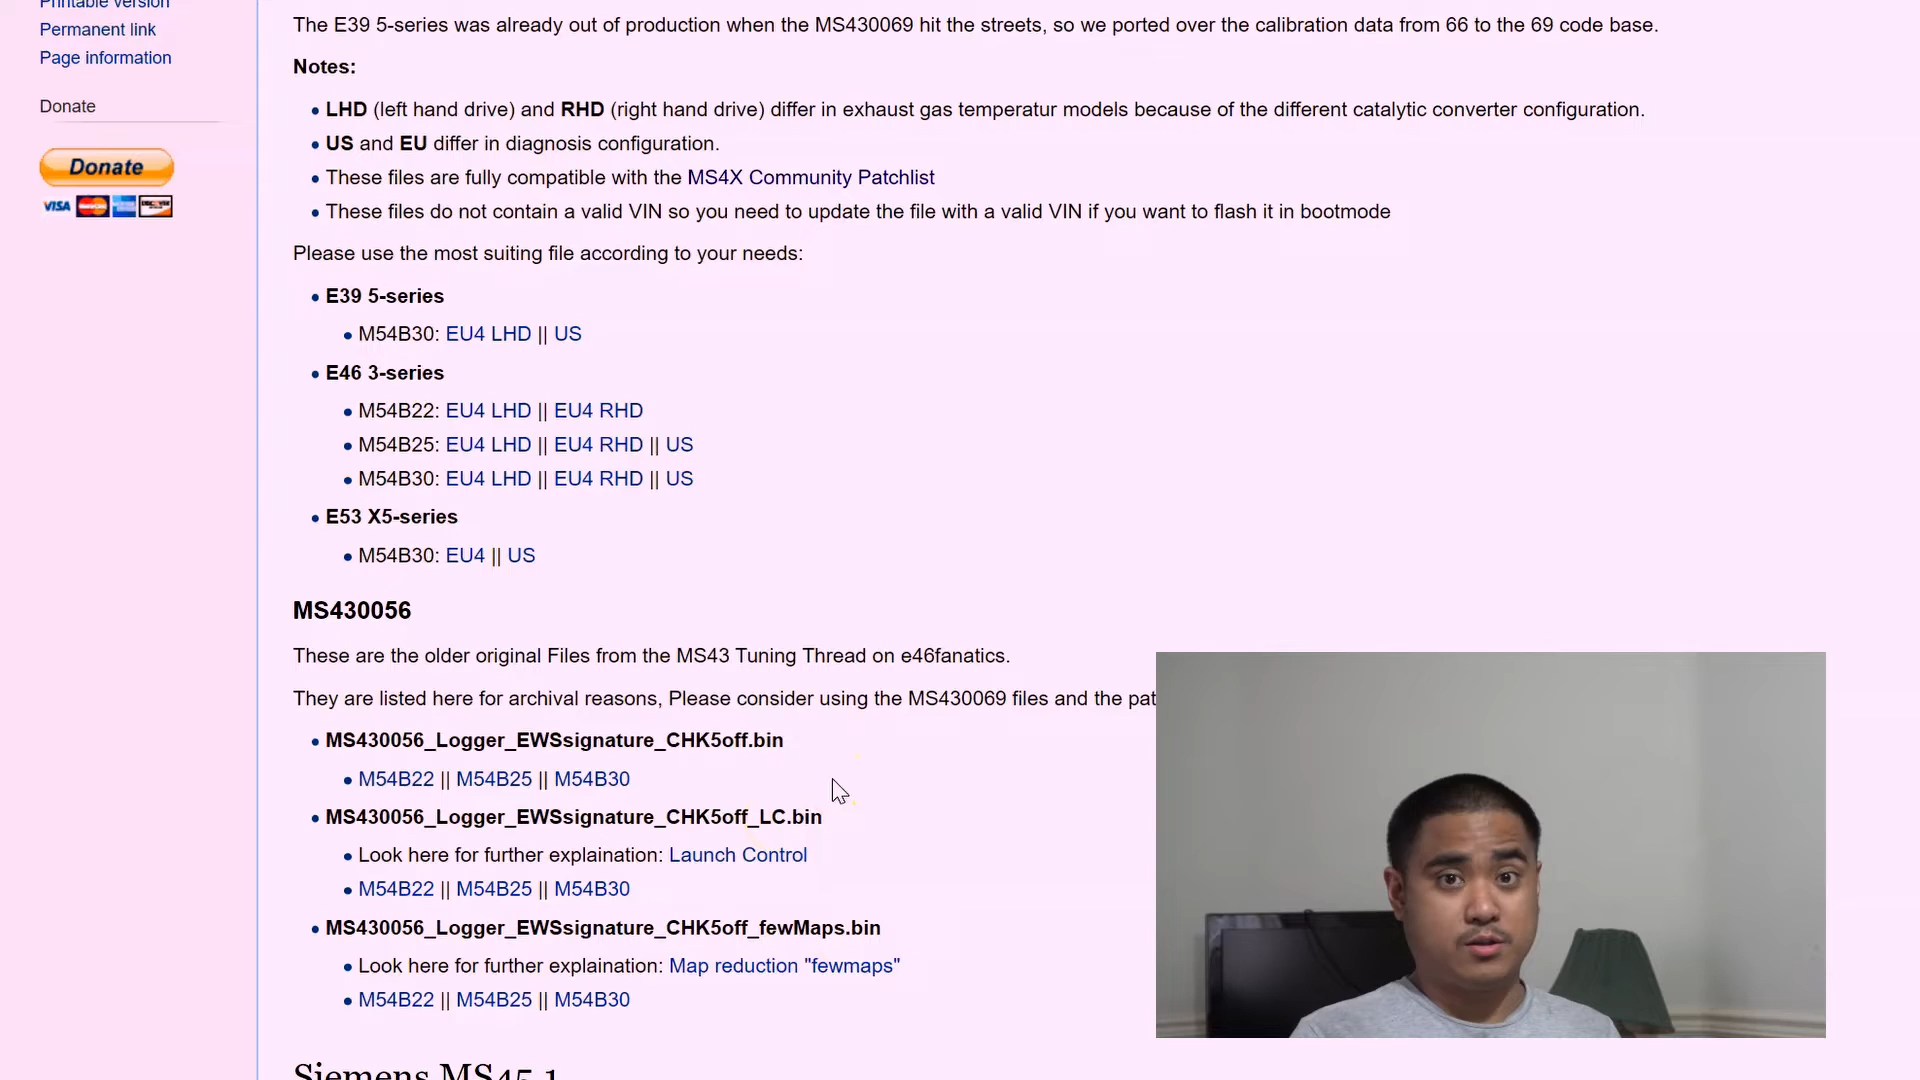 Printable version
Permanent link
Page information
Donate
Donate
VISA
DISCOVER
The E39 5-series was already out of production when the MS430069 hit the streets, so we ported over the calibration data from 66 to the 69 code base.
Notes:
LHD (left hand drive) and RHD (right hand drive) differ in exhaust gas temperatur models because of the different catalytic converter configuration.
US and EU differ in diagnosis configuration.
These files are fully compatible with the MS4X Community Patchlist
These files do not contain a valid VIN so you need to update the file with a valid VIN if you want to flash it in bootmode
Please use the most suiting file according to your needs:
E39 5-series
M54B30: EU4 LHD || US
E46 3-series
M54B22: EU4 LHD || EU4 RHD
M54B25: EU4 LHD || EU4 RHD || US
M54B30: EU4 LHD || EU4 RHD || US
E53 X5-series
M54B30: EU4 || US
MS430056
These are the older original Files from the MS43 Tuning Thread on e46fanatics.
They are listed here for archival reasons, Please consider using the MS430069 files and the pat
MS430056_Logger_EWSsignature_CHK5off.bin
M54B22 || M54B25 || M54B30
MS430056_Logger_EWSsignature_CHK5off_LC.bin
Look here for further explaination: Launch Control
M54B22 || M54B25 || M54B30
MS430056_Logger_EWSsignature_CHK5off_fewMaps.bin
Look here for further explaination: Map reduction "fewmaps"
M54B22 || M54B25 || M54B30
Siemens MS45.1